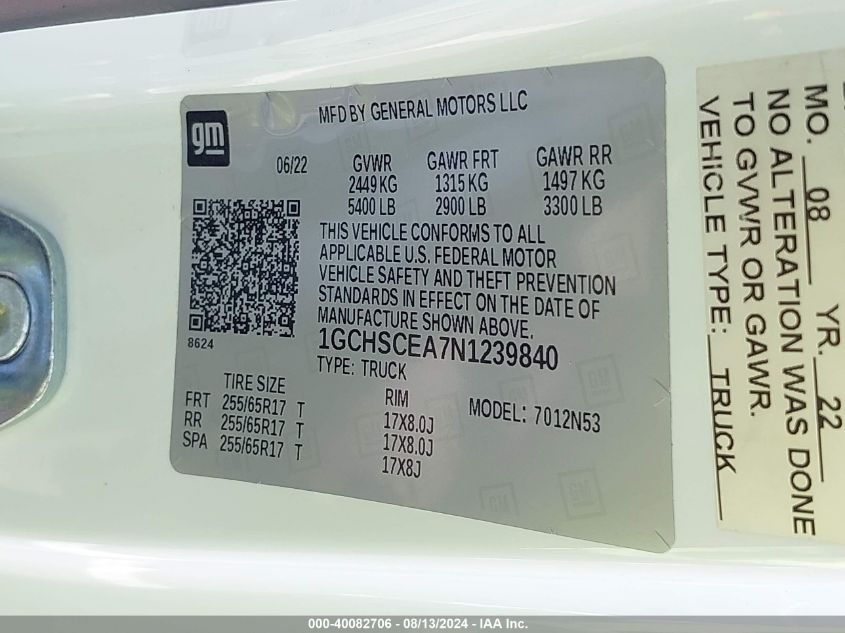 gm
MFD BY GENERAL MOTORS LLC
06/22 GVWR GAWR FRT GAWR RR
2449 KG 1315 KG 1497 KG
5400 LB 2900 LB 3300 LB
THIS VEHICLE CONFORMS TO ALL
APPLICABLE U.S. FEDERAL MOTOR
VEHICLE SAFETY AND THEFT PREVENTION
STANDARDS IN EFFECT ON THE DATE OF
MANUFACTURE SHOWN ABOVE.
8624
1GCHSCEA7N1239840
TYPE: TRUCK
TIRE SIZE RIM MODEL: 7012N53
FRT 255/65R17 T 17X8.0J
RR 255/65R17 T 17X8.0J
SPA 255/65R17 T 17X8J
MO. 08 YR. 22
NO ALTERATION WAS DONE
TO GVWR OR GAWR.
VEHICLE TYPE: TRUCK
000-40082706 - 08/13/2024 - IAA Inc.